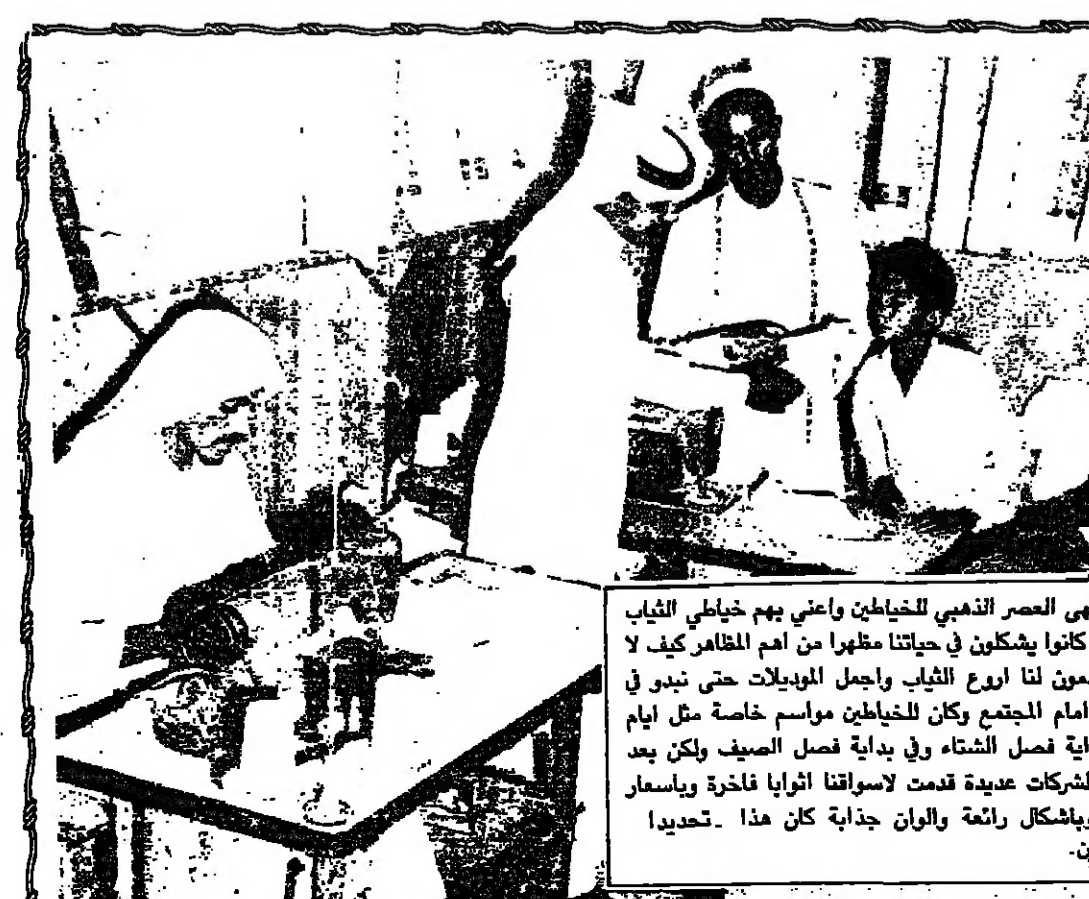 هى العصر الذهبي للخياطين واعني بهم خياطي الثياب
كانوا يشكلون في حياتنا مظهرا من اهم المظاهر كيف لا
مون لنا اروع الثياب واجمل الموديلات حتى نبدو في
امام المجتمع وكان للخياطين مواسم خاصة مثل ايام
اية فصل الشتاء وفي بداية فصل الصيف ولكن بعد
لشركات عديدة قدمت لاسواقنا اثوابا فاخرة وباسعار
وباشكال رائعة والوان جذابة كان هذا ـ تحديدا
ن-